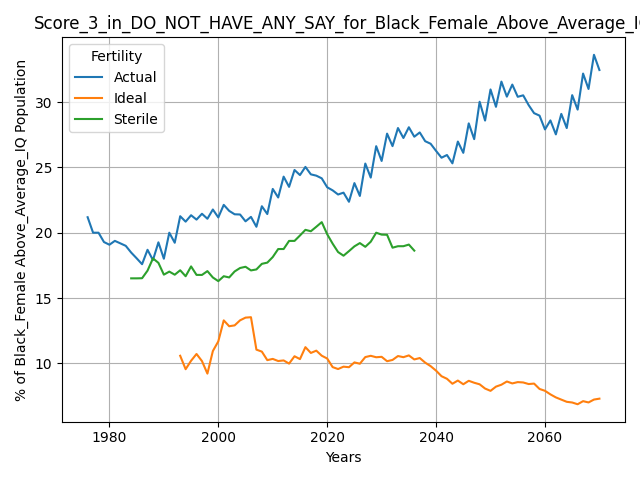 Score_3_in_DO_NOT_HAVE_ANY_SAY_for_Black_Female_Above_Average_I
% of Black_Female Above_Average_IQ Population
Fertility
Actual
Ideal
Sterile
30
25
20
15
10
1980
2000
2020
2040
2060
Years